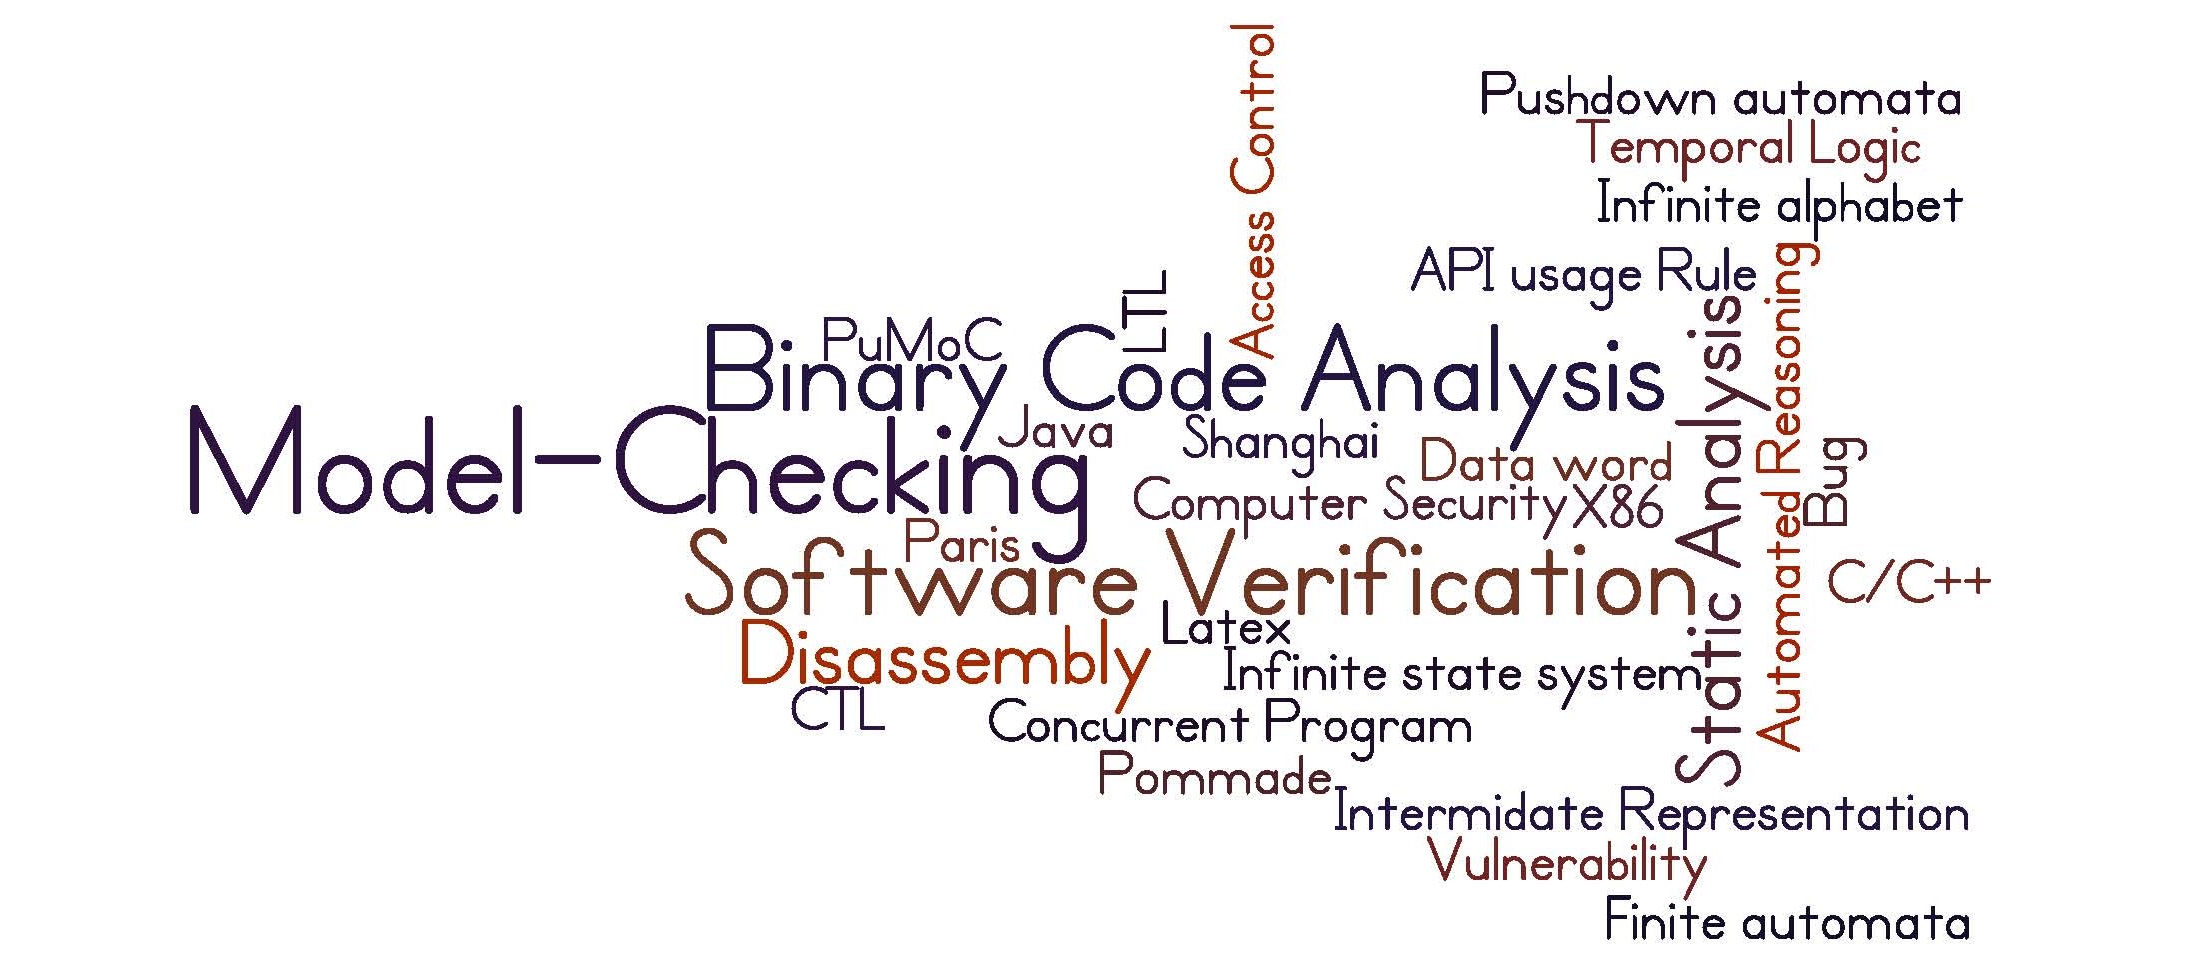 Access Control
Pushdown automata
Temporal Logic
Infinite alphabet
API usage Rule
LTL
PuMoC
Binary Code Analysis
Model-Checking
Java
Shanghai
Data word
Computer Security
X86
Static Analysis
Automated Reasoning
Bug
Paris
Software Verification
C/C++
Latex
Disassembly
Infinite state system
CTL
Concurrent Program
Pommade
Intermidate Representation
Vulnerability
Finite automata